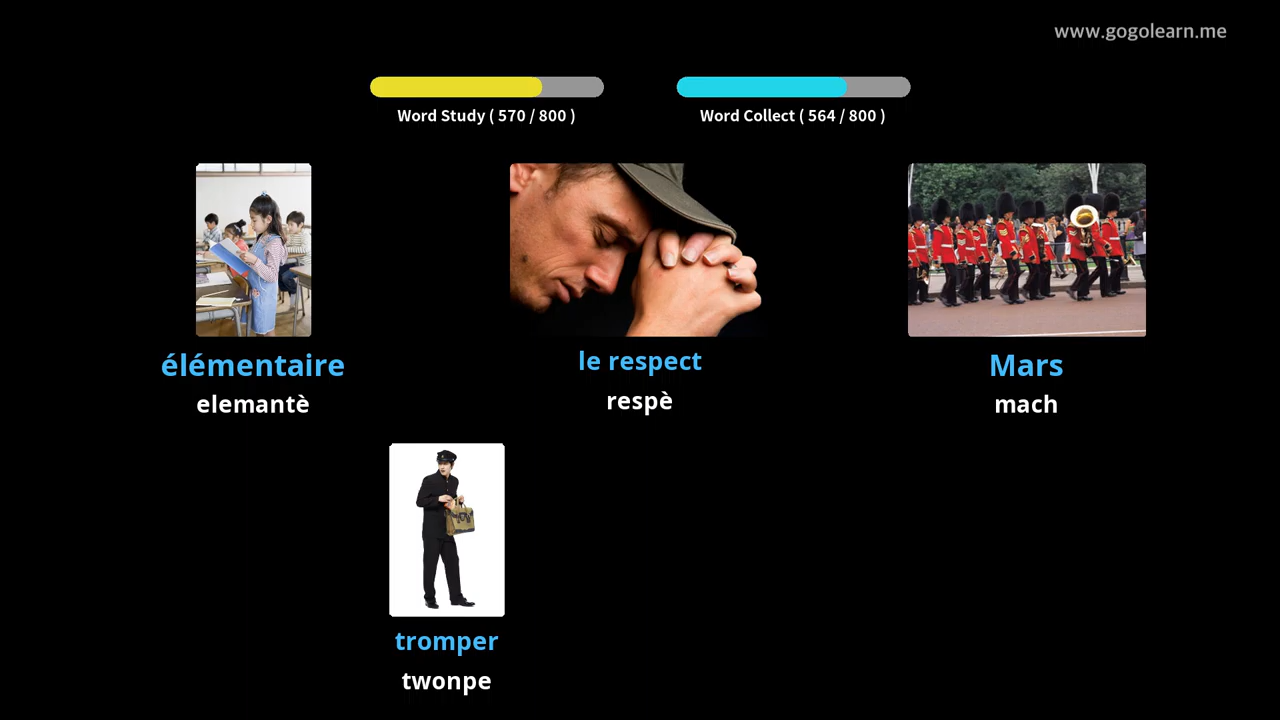 www.gogolearn.me
Word Study ( 570 / 800 )
Word Collect ( 564 / 800 )
élémentaire
elemantè
le respect
respè
Mars
mach
tromper
twonpe